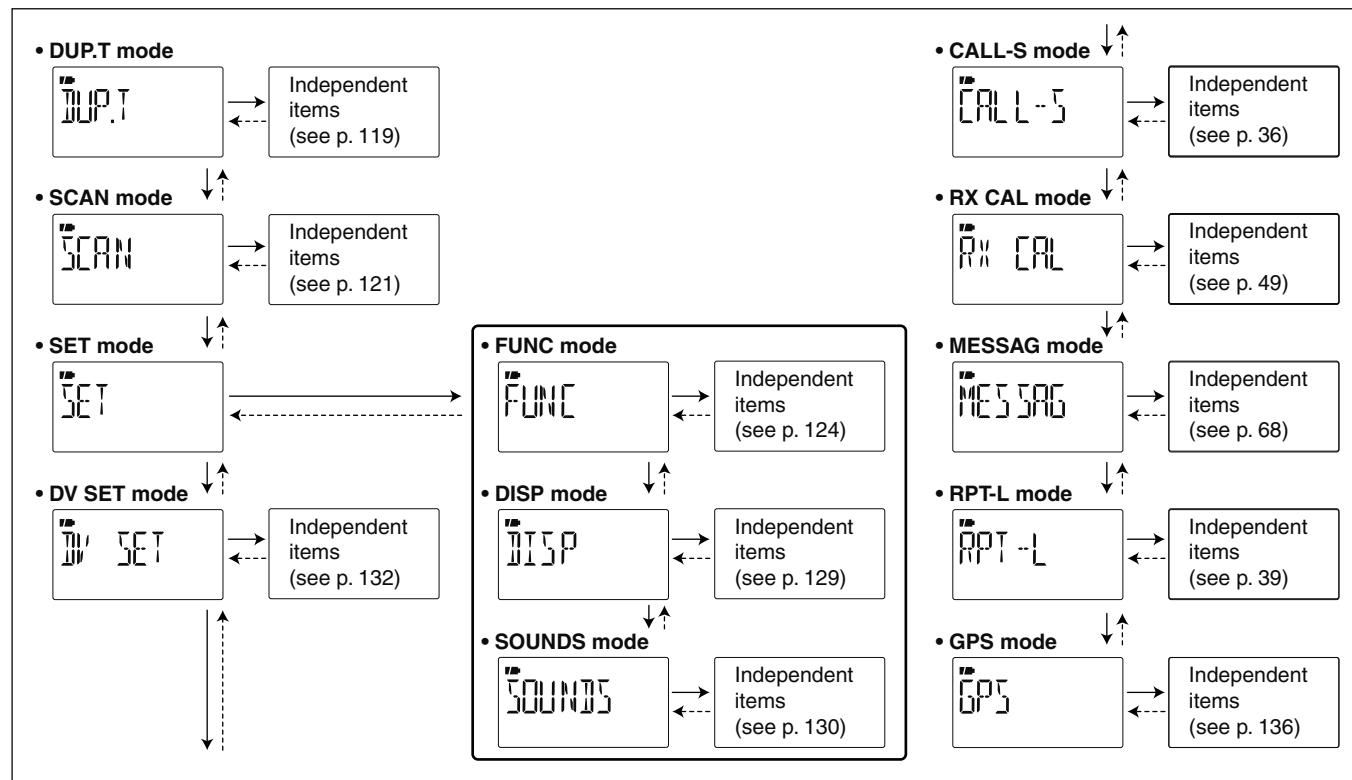 • DUP.T mode
DUP.T
Independent
items
(see p. 119)
• SCAN mode
SCAN
Independent
items
(see p. 121)
• SET mode
SET
• DV SET mode
DV SET
Independent
items
(see p. 132)
• FUNC mode
FUNC
Independent
items
(see p. 124)
• DISP mode
DISP
Independent
items
(see p. 129)
• SOUNDS mode
SOUNDS
Independent
items
(see p. 130)
• CALL-S mode
CALL-S
Independent
items
(see p. 36)
• RX CAL mode
RX CAL
Independent
items
(see p. 49)
• MESSAG mode
MESSAG
Independent
items
(see p. 68)
• RPT-L mode
RPT-L
Independent
items
(see p. 39)
• GPS mode
GPS
Independent
items
(see p. 136)